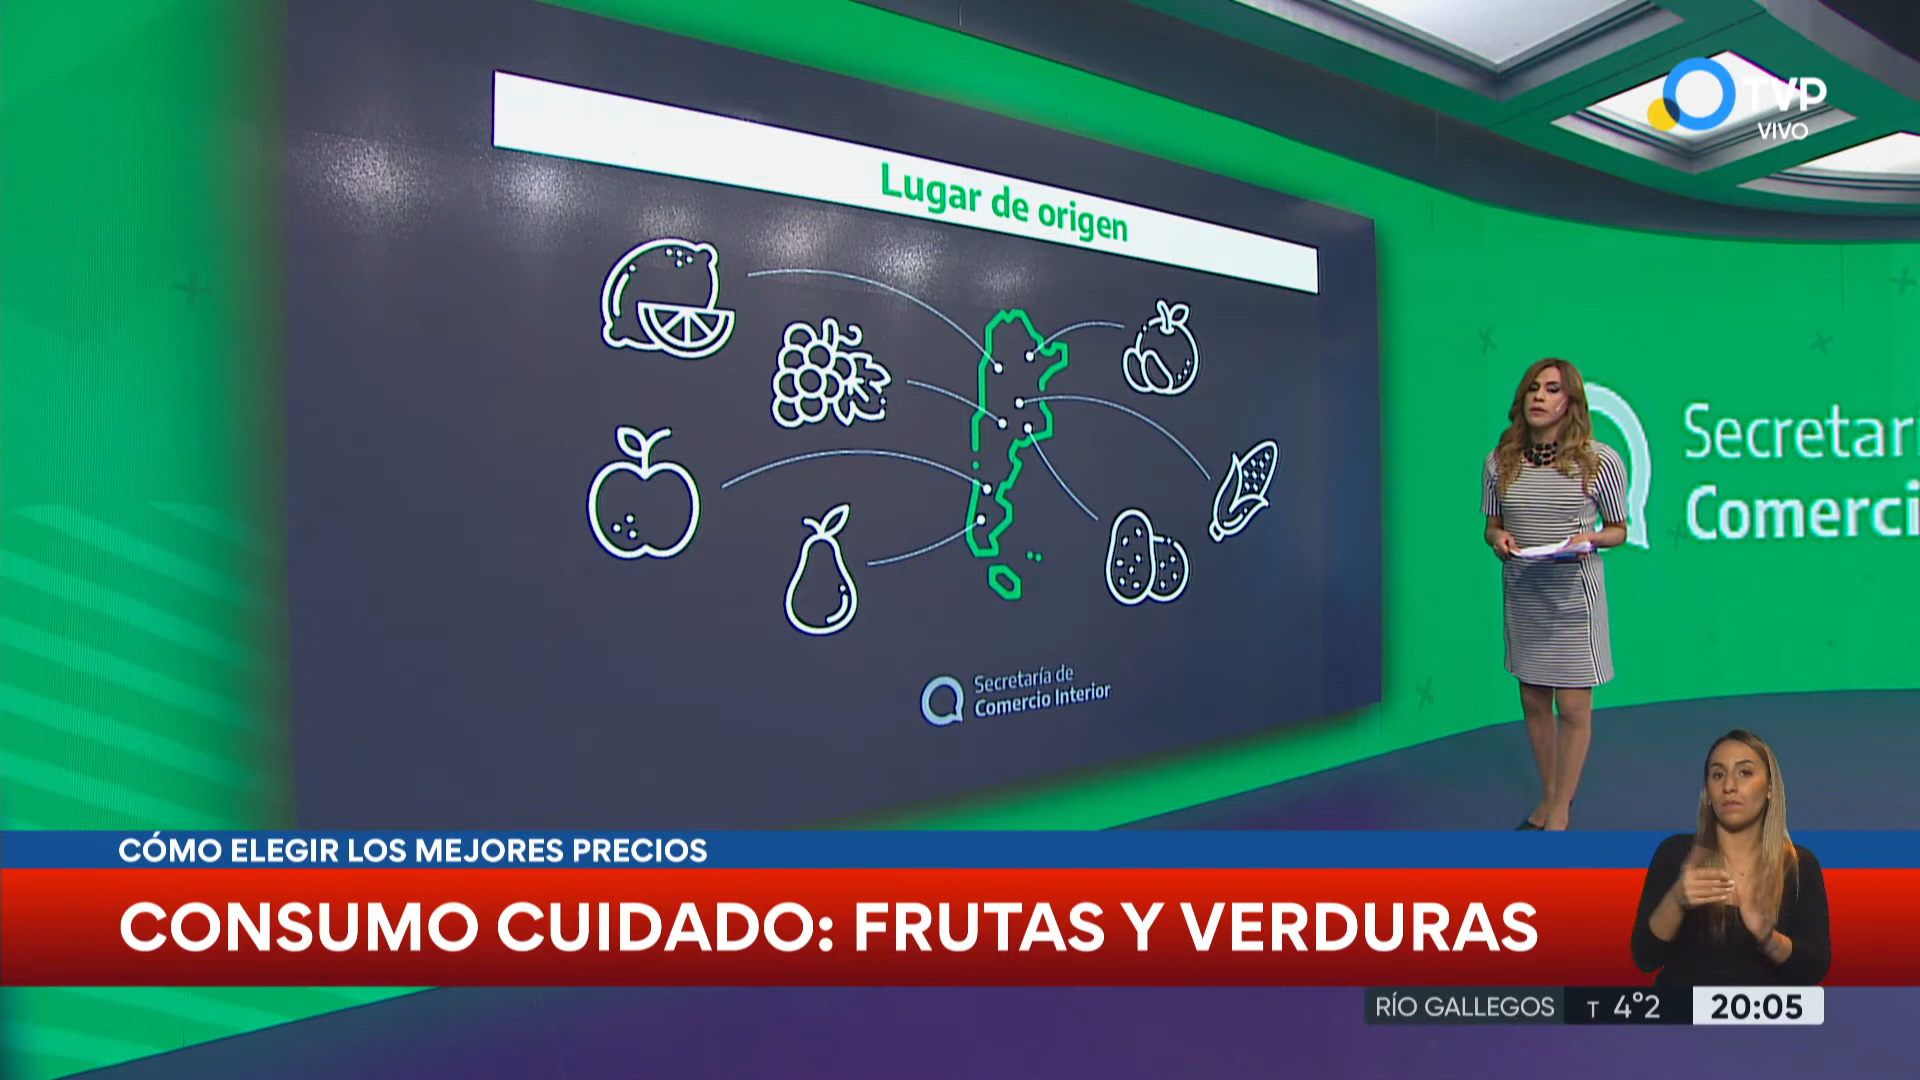 TVP
VIVO
Lugar de origen
Secretaría de
Comercio Interior
Secretarí
Comerci
CÓMO ELEGIR LOS MEJORES PRECIOS
CONSUMO CUIDADO: FRUTAS Y VERDURAS
RÍO GALLEGOS T 4°2 20:05